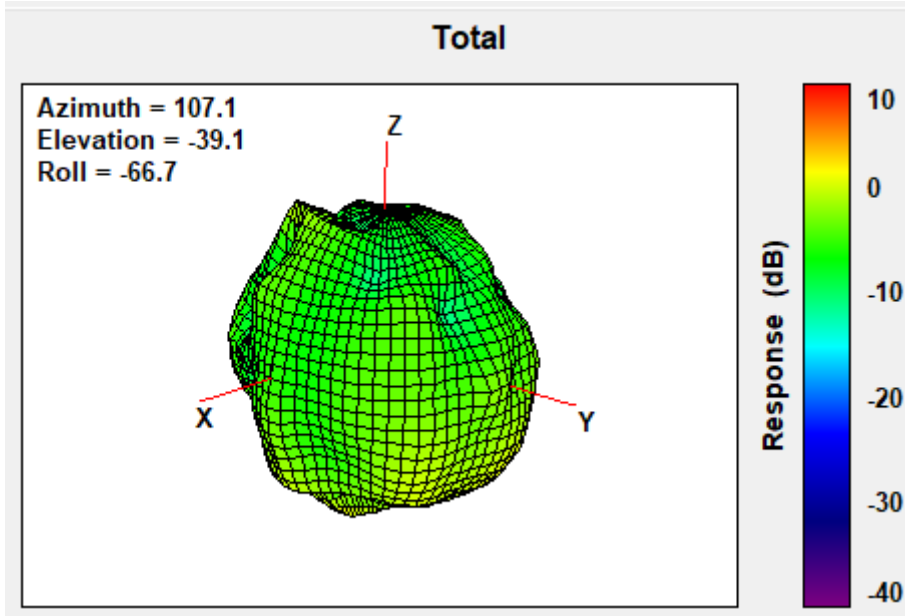 Total
Azimuth = 107.1
Elevation = -39.1
Roll = -66.7
Z
X
Y
Response (dB)
10
0
-10
-20
-30
-40